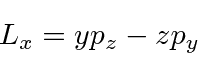 L_x = yp_z − zp_y